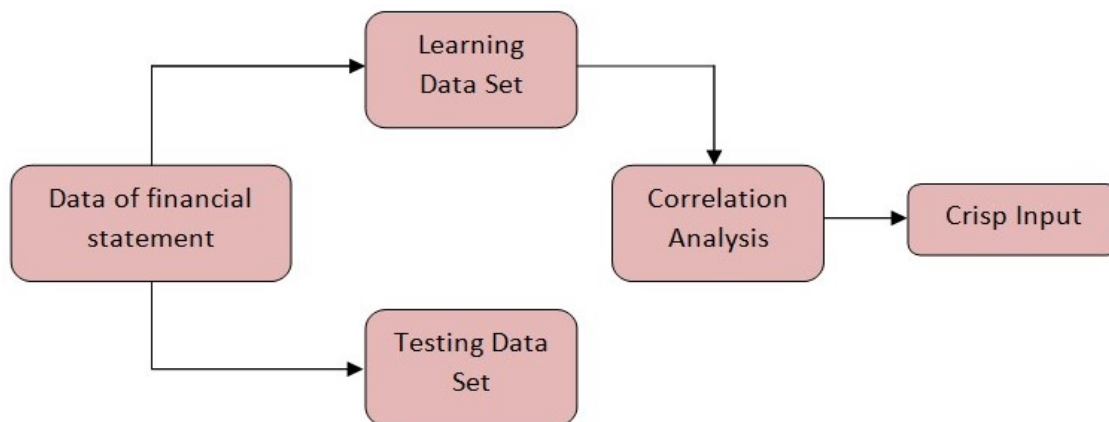 Learning
Data Set
Data of financial
statement
Correlation
Analysis
Crisp Input
Testing Data
Set